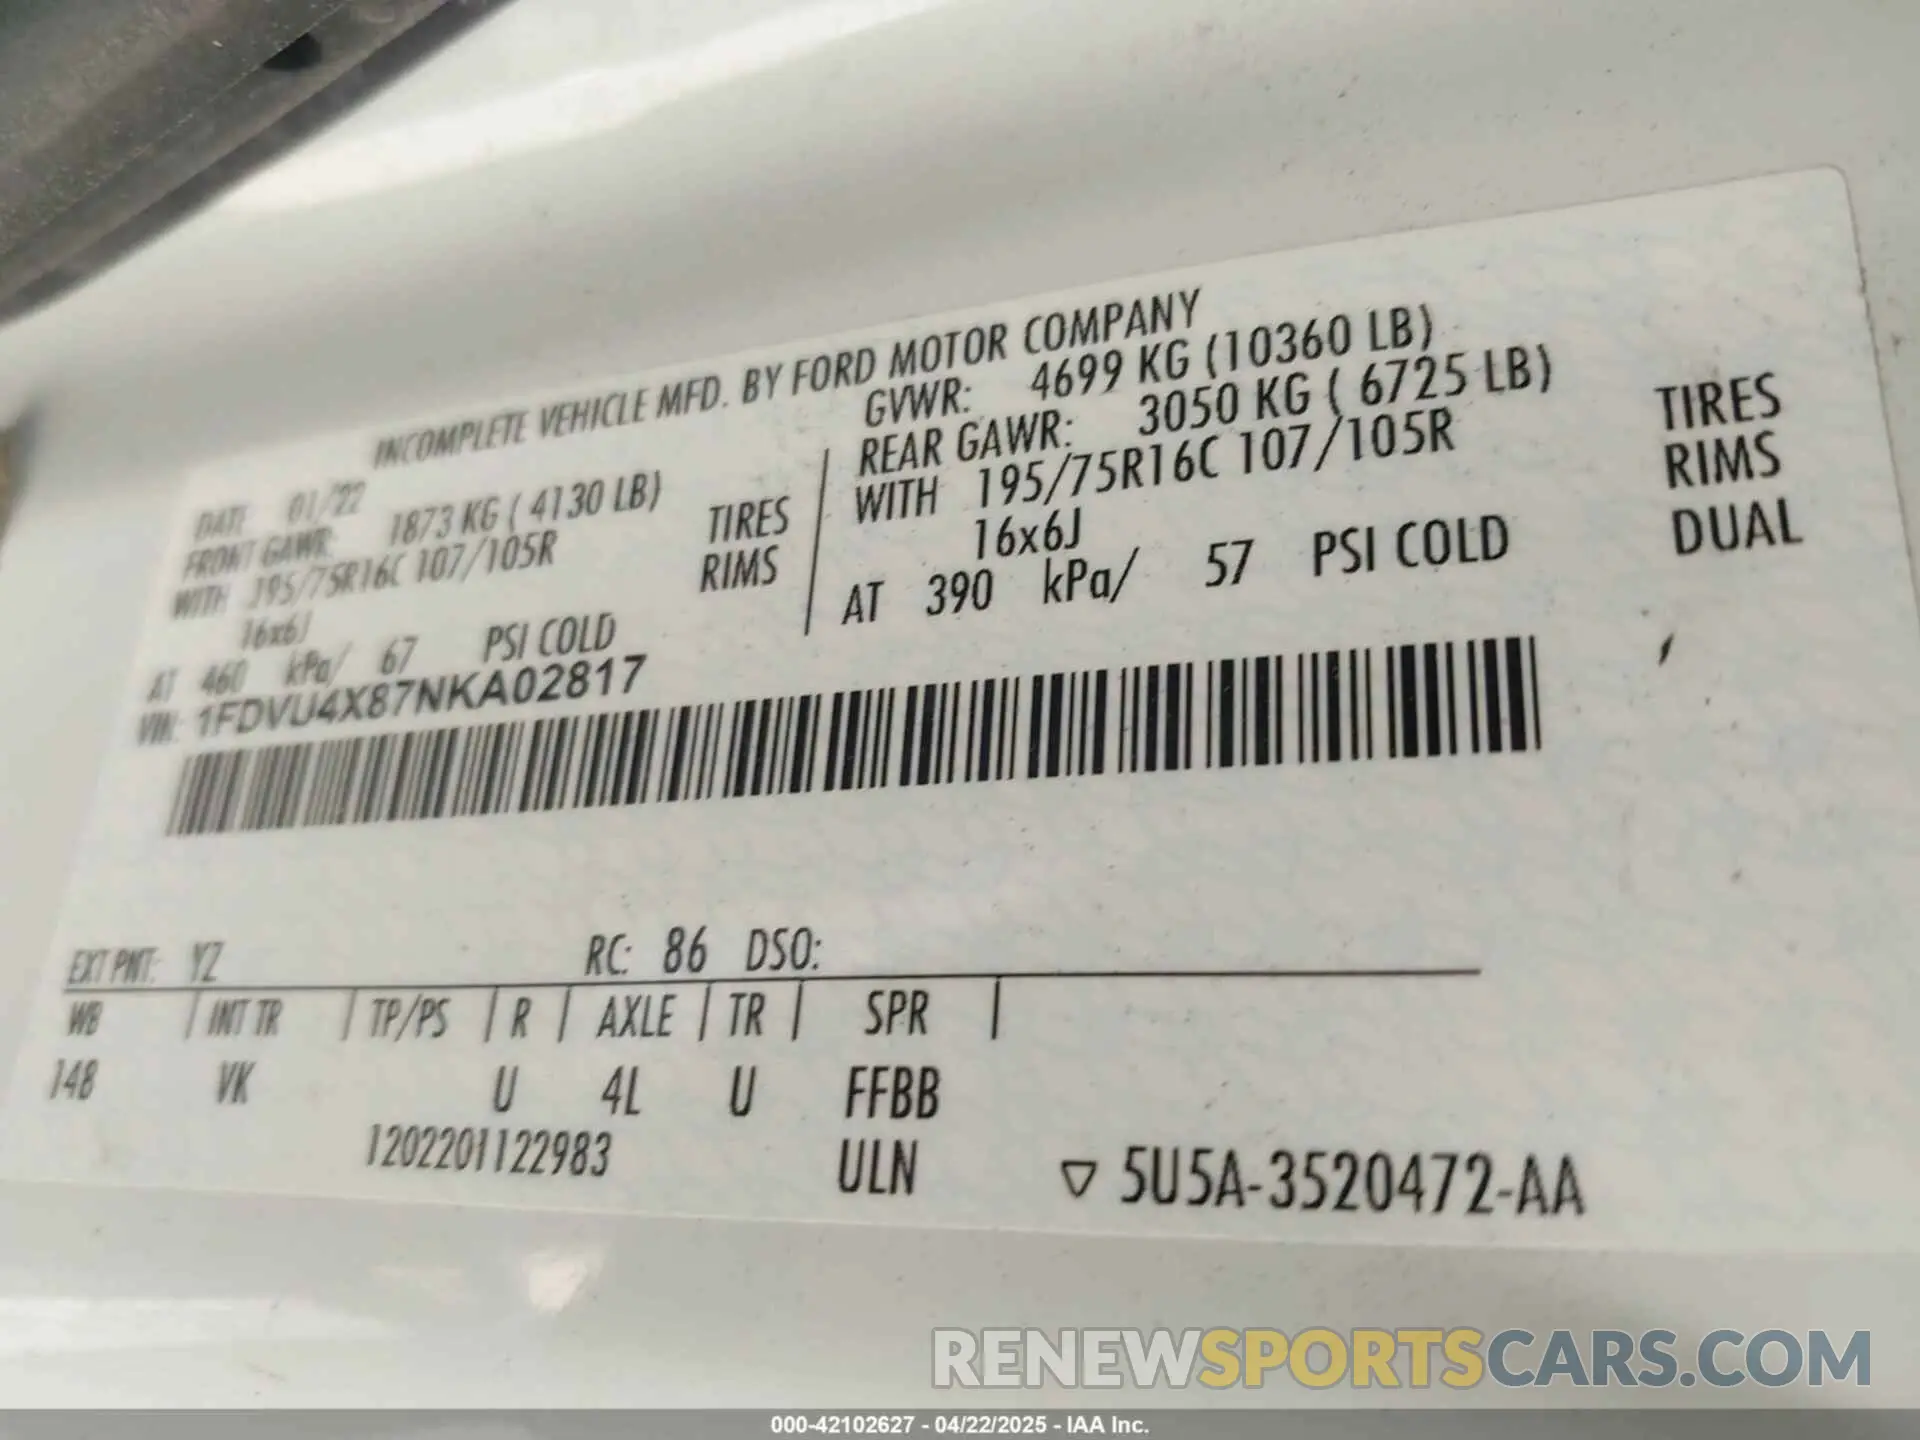 INCOMPLETE VEHICLE MFD. BY FORD MOTOR COMPANY
DATE 01/22
GVWR: 4699 KG (10360 LB)
FRONT GAWR: 1873 KG ( 4130 LB)
REAR GAWR: 3050 KG ( 6725 LB)
WITH 195/75R16C 107/105R TIRES
WITH 195/75R16C 107/105R TIRES
16x6J RIMS
16x6J RIMS
AT 460 kPa/ 67 PSI COLD
AT 390 kPa/ 57 PSI COLD DUAL
VIN: 1FDVU4X87NKA02817
EXT PNT: YZ RC: 86 DSO:
WB | INT TR | TP/PS | R | AXLE | TR | SPR |
148 VK U 4L U FFBB
1202201122983 ULN ▽ 5U5A-3520472-AA
RENEWSPORTSCARS.COM
000-42102627 - 04/22/2025 - IAA Inc.